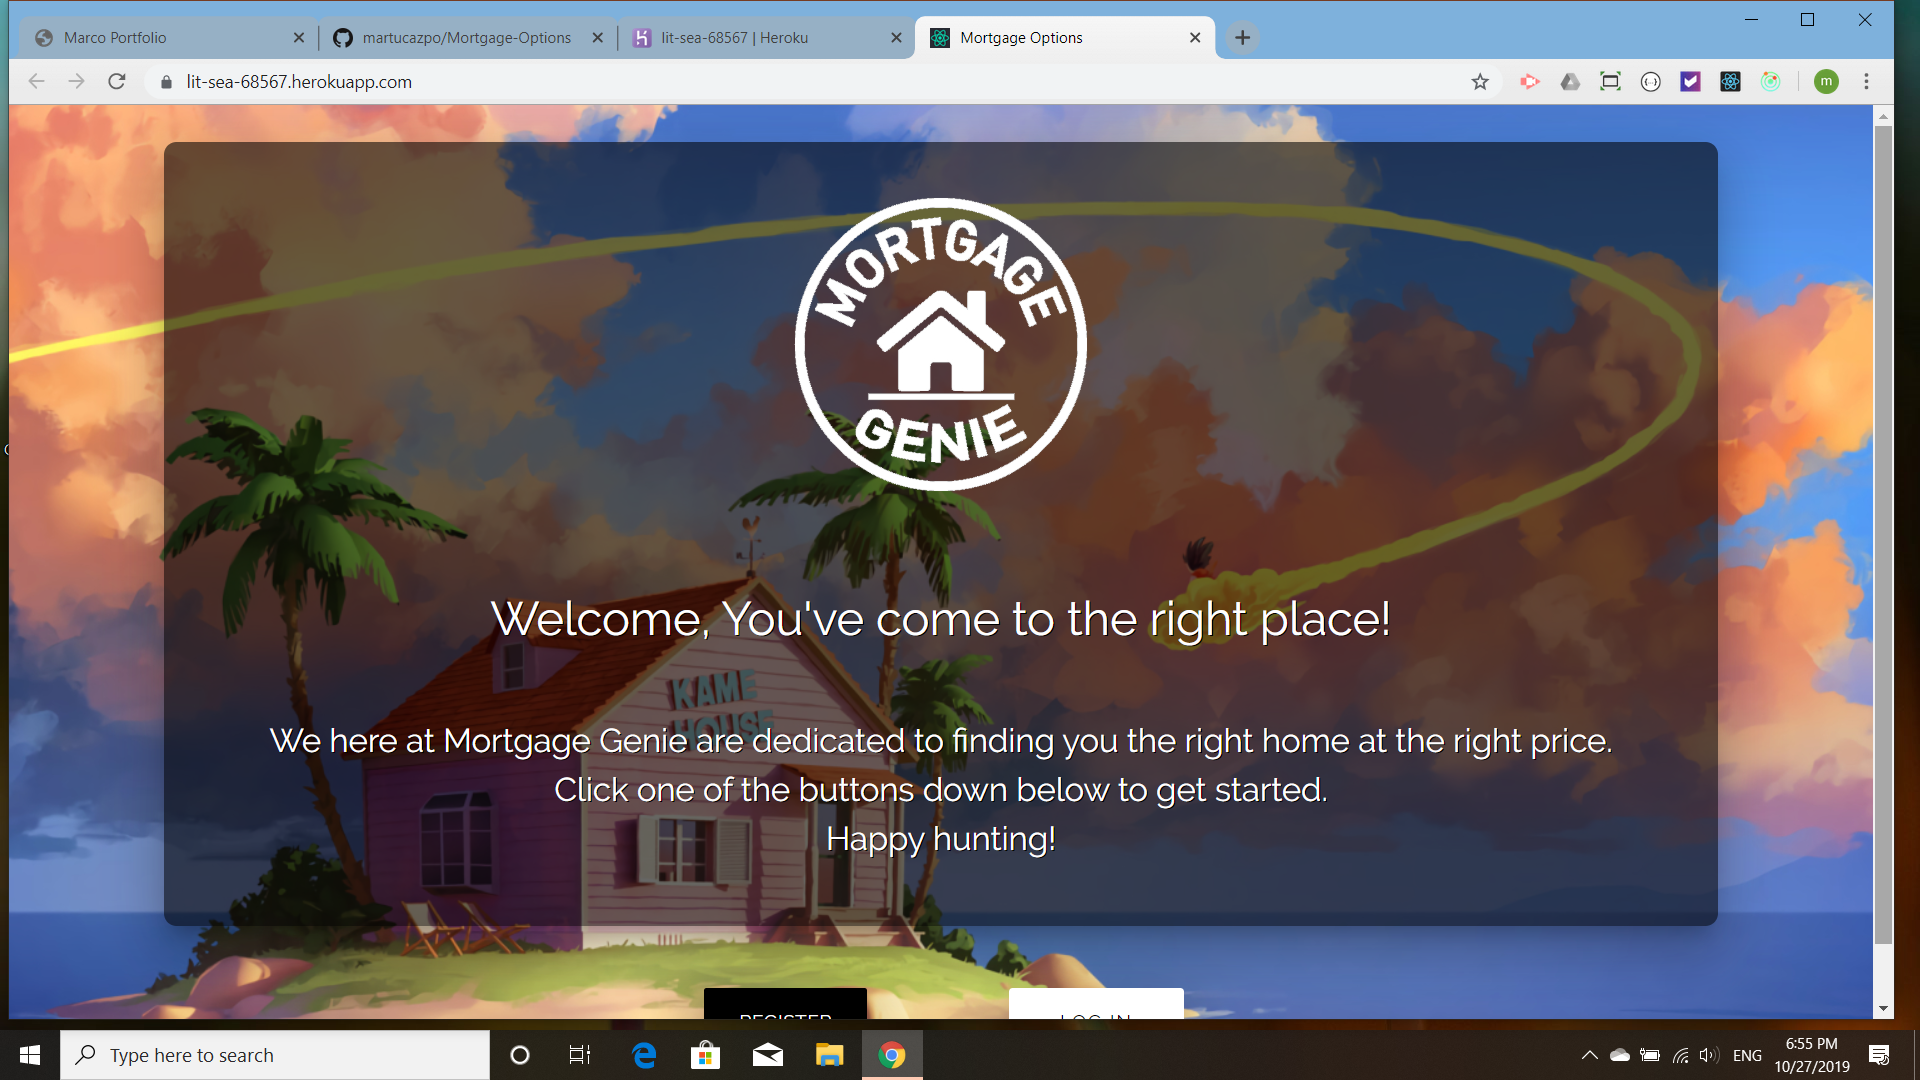 Marco Portfolio
martucazpo/Mortgage-Options
lit-sea-68567 | Heroku
Mortgage Options
lit-sea-68567.herokuapp.com
m
MORTGAGE
GENIE
Welcome, You've come to the right place!
KAME
HOUSE
We here at Mortgage Genie are dedicated to finding you the right home at the right price.
Click one of the buttons down below to get started.
Happy hunting!
REGISTER
LOG IN
Type here to search
ENG
6:55 PM
10/27/2019